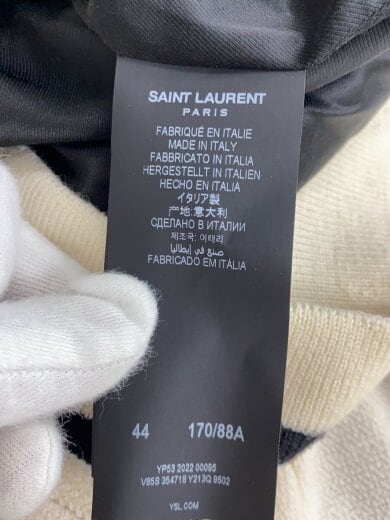 SAINT LAURENT
PARIS
FABRIQUÉ EN ITALIE
MADE IN ITALY
FABBRICATO IN ITALIA
HERGESTELLT IN ITALIEN
HECHO EN ITALIA
イタリア製
产地:意大利
СДЕЛАНО В ИТАЛИИ
제조국: 이태리
صنع في إيطاليا
FABRICADO EM ITÁLIA
44 170/88A
YP53 2022 00095
V85S 354718 Y213Q 9502
YSL.COM